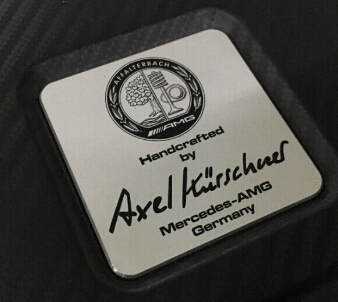 AFFALTERBACH
AMG
Handcrafted
by
Axel Kürschner
Mercedes-AMG
Germany